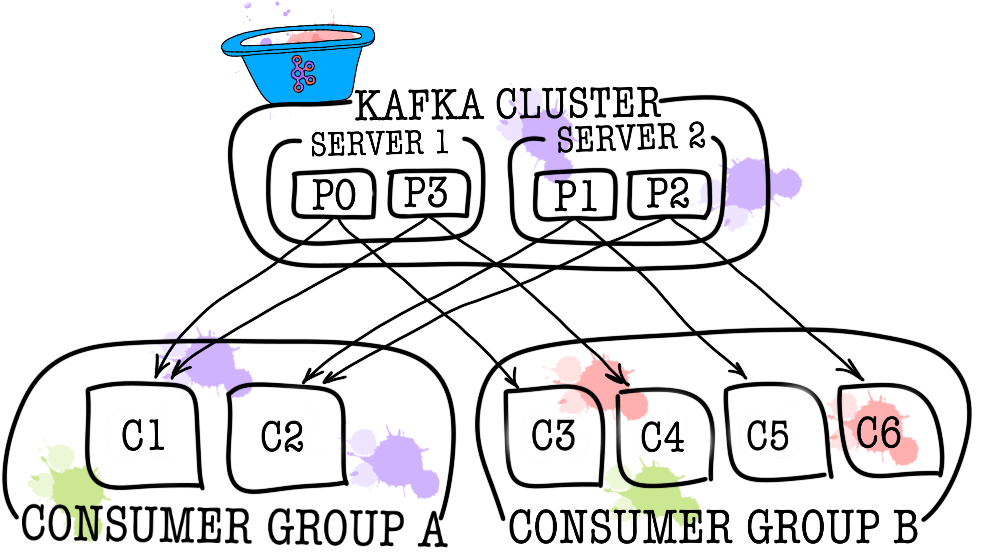 KAFKA CLUSTER
SERVER 1 SERVER 2
P0 P3 P1 P2
C1 C2 C3 C4 C5 C6
CONSUMER GROUP A CONSUMER GROUP B